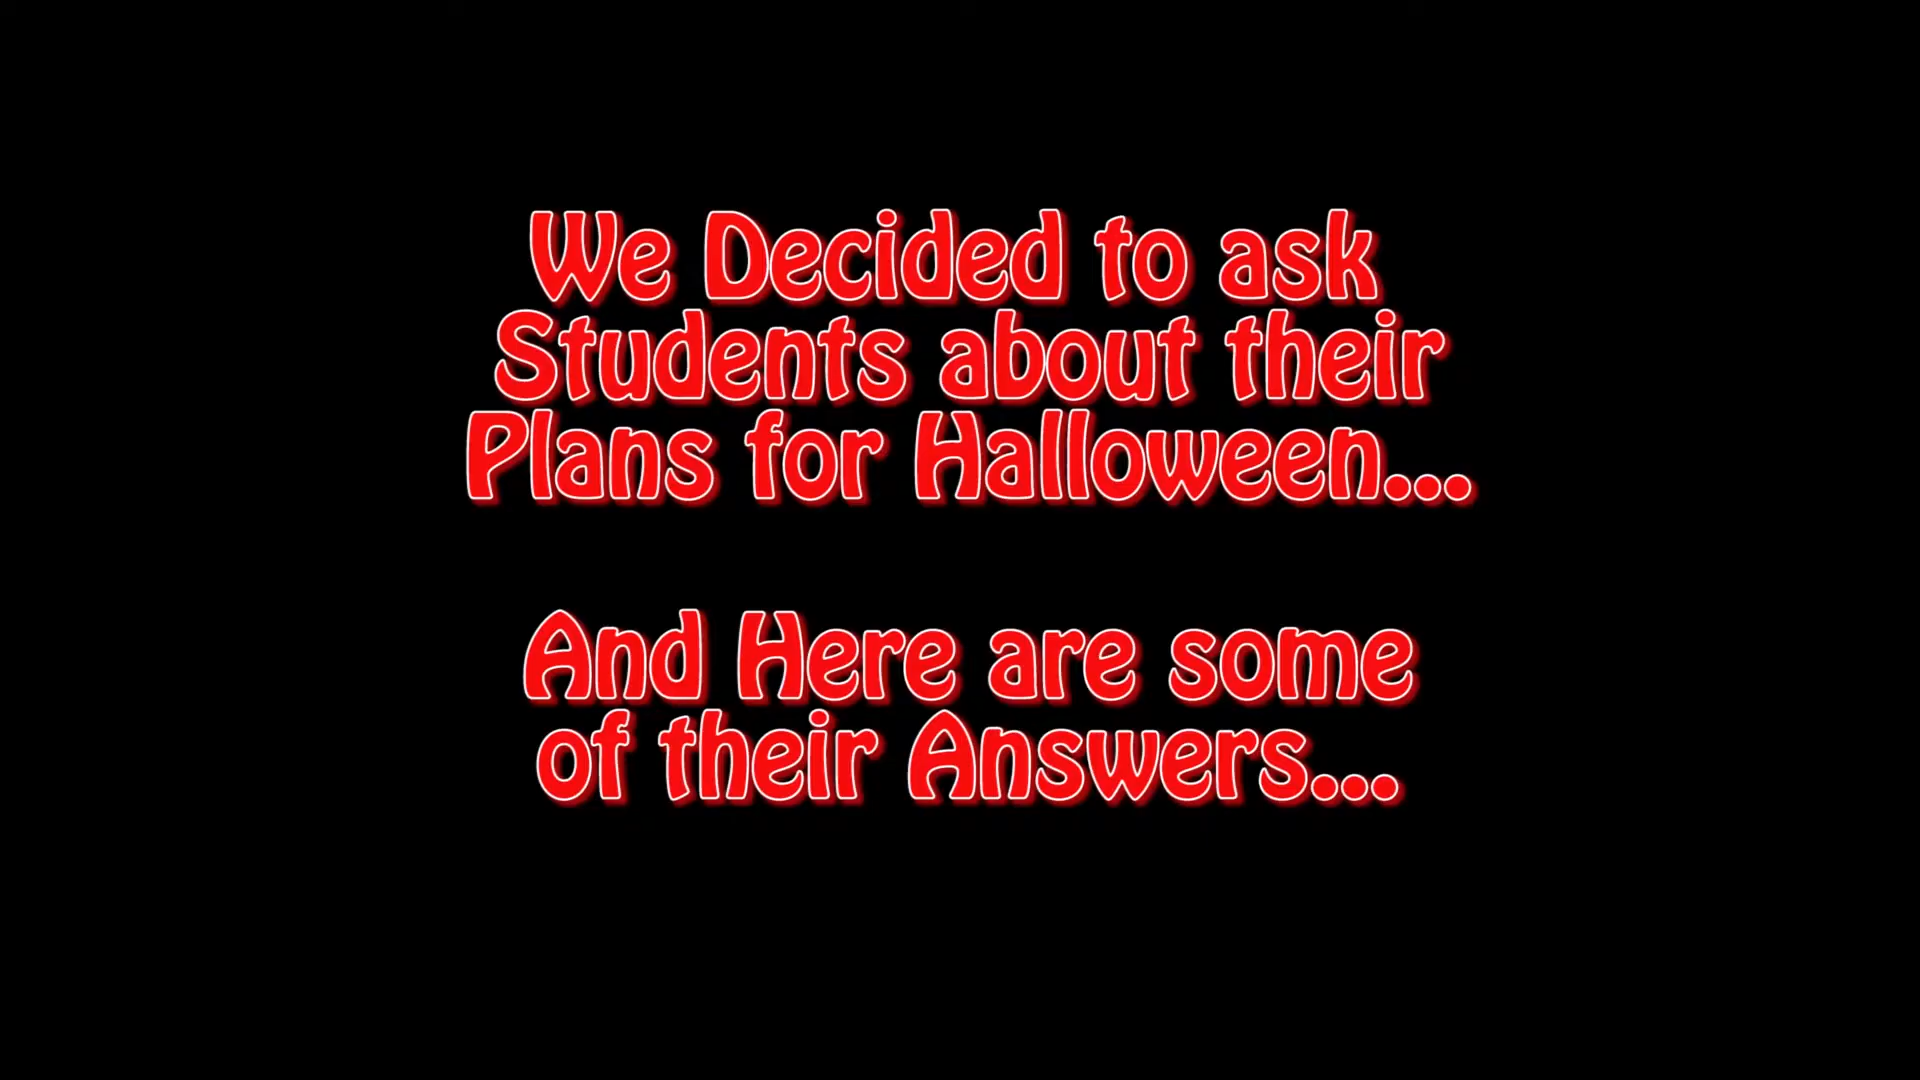 We Decided to ask
Students about their
Plans for Halloween...
And Here are some
of their Answers...